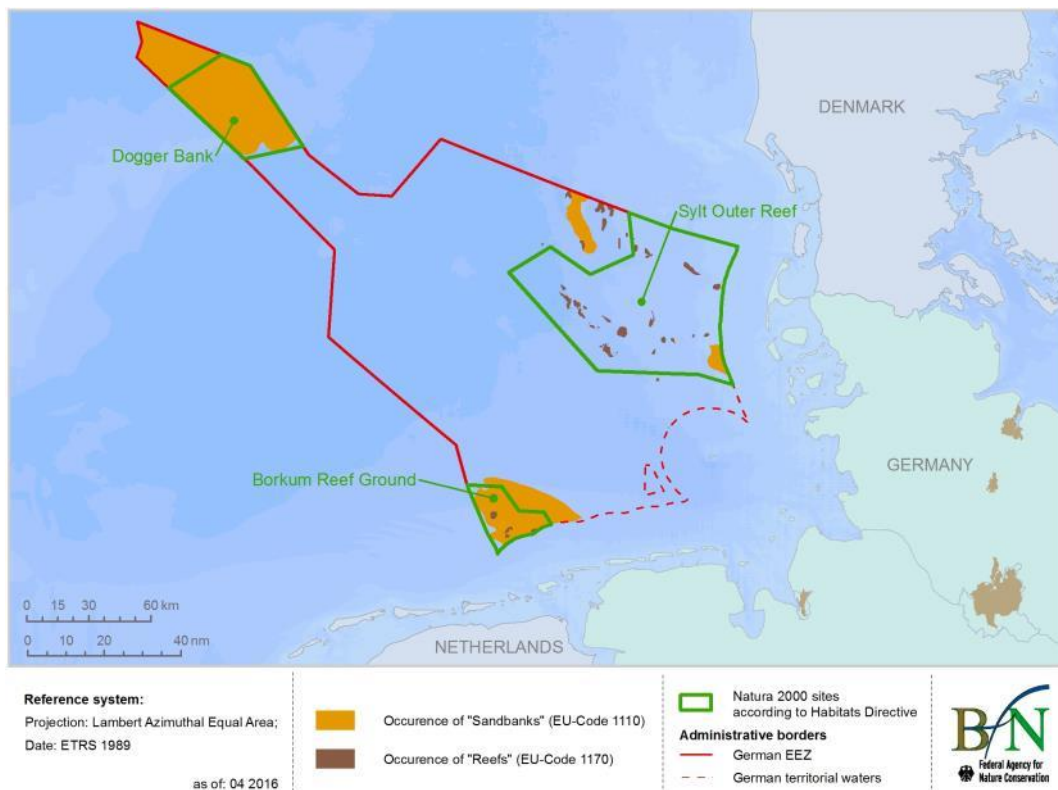 DENMARK
Dogger Bank
Sylt Outer Reef
GERMANY
Borkum Reef Ground
0 15 30 60 km
0 10 20 40 nm
NETHERLANDS
Reference system:
Projection: Lambert Azimuthal Equal Area;
Date: ETRS 1989
as of: 04 2016
Occurence of "Sandbanks" (EU-Code 1110)
Occurence of "Reefs" (EU-Code 1170)
Natura 2000 sites
according to Habitats Directive
Administrative borders
German EEZ
German territorial waters
BfN
Federal Agency for
Nature Conservation